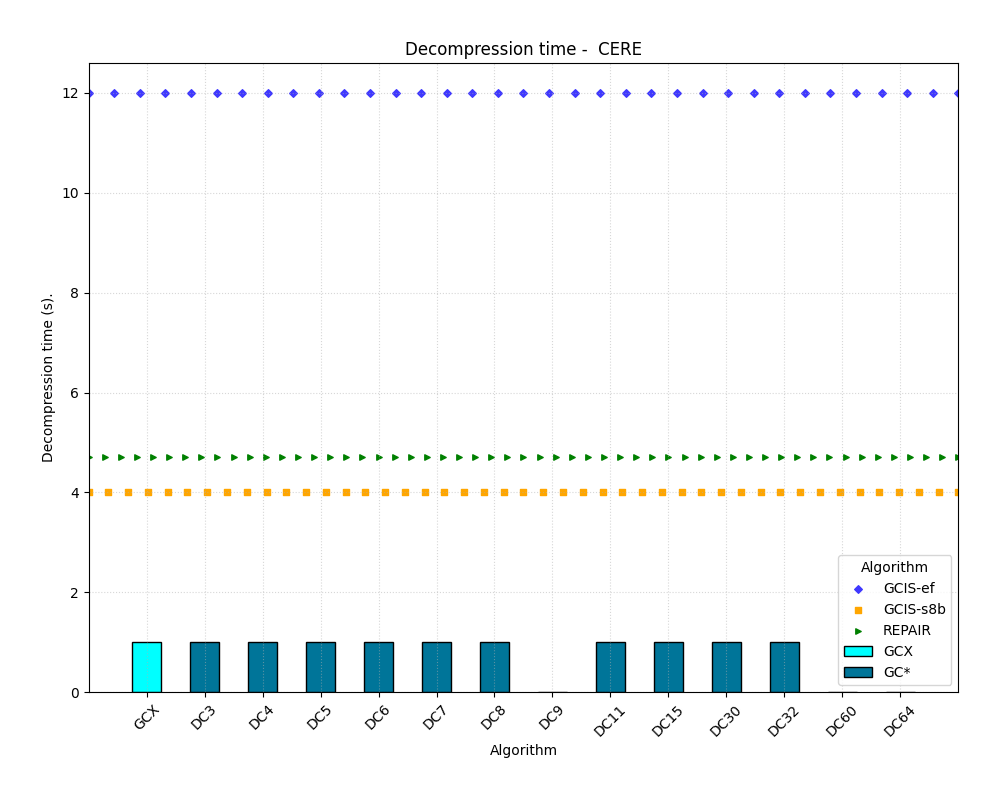 Decompression time -  CERE
12
10
8
6
4
2
0
Decompression time (s).
GCX
DC3
DC4
DC5
DC6
DC7
DC8
DC9
DC11
DC15
DC30
DC32
DC60
DC64
Algorithm
Algorithm
GCIS-ef
GCIS-s8b
REPAIR
GCX
GC*